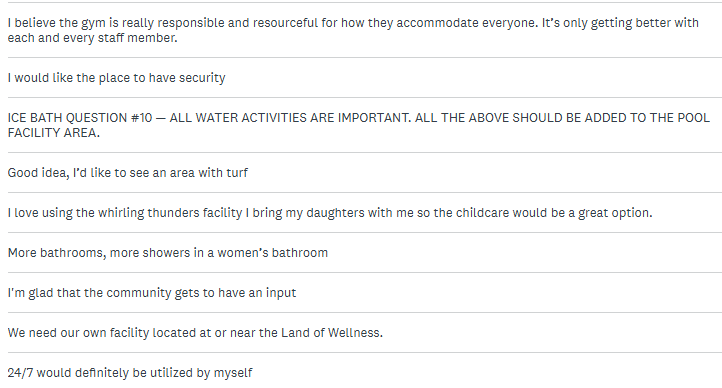 I believe the gym is really responsible and resourceful for how they accommodate everyone. It's only getting better with
each and every staff member.
I would like the place to have security
ICE BATH QUESTION #10 — ALL WATER ACTIVITIES ARE IMPORTANT. ALL THE ABOVE SHOULD BE ADDED TO THE POOL
FACILITY AREA.
Good idea, I'd like to see an area with turf
I love using the whirling thunders facility I bring my daughters with me so the childcare would be a great option.
More bathrooms, more showers in a women's bathroom
I'm glad that the community gets to have an input
We need our own facility located at or near the Land of Wellness.
24/7 would definitely be utilized by myself